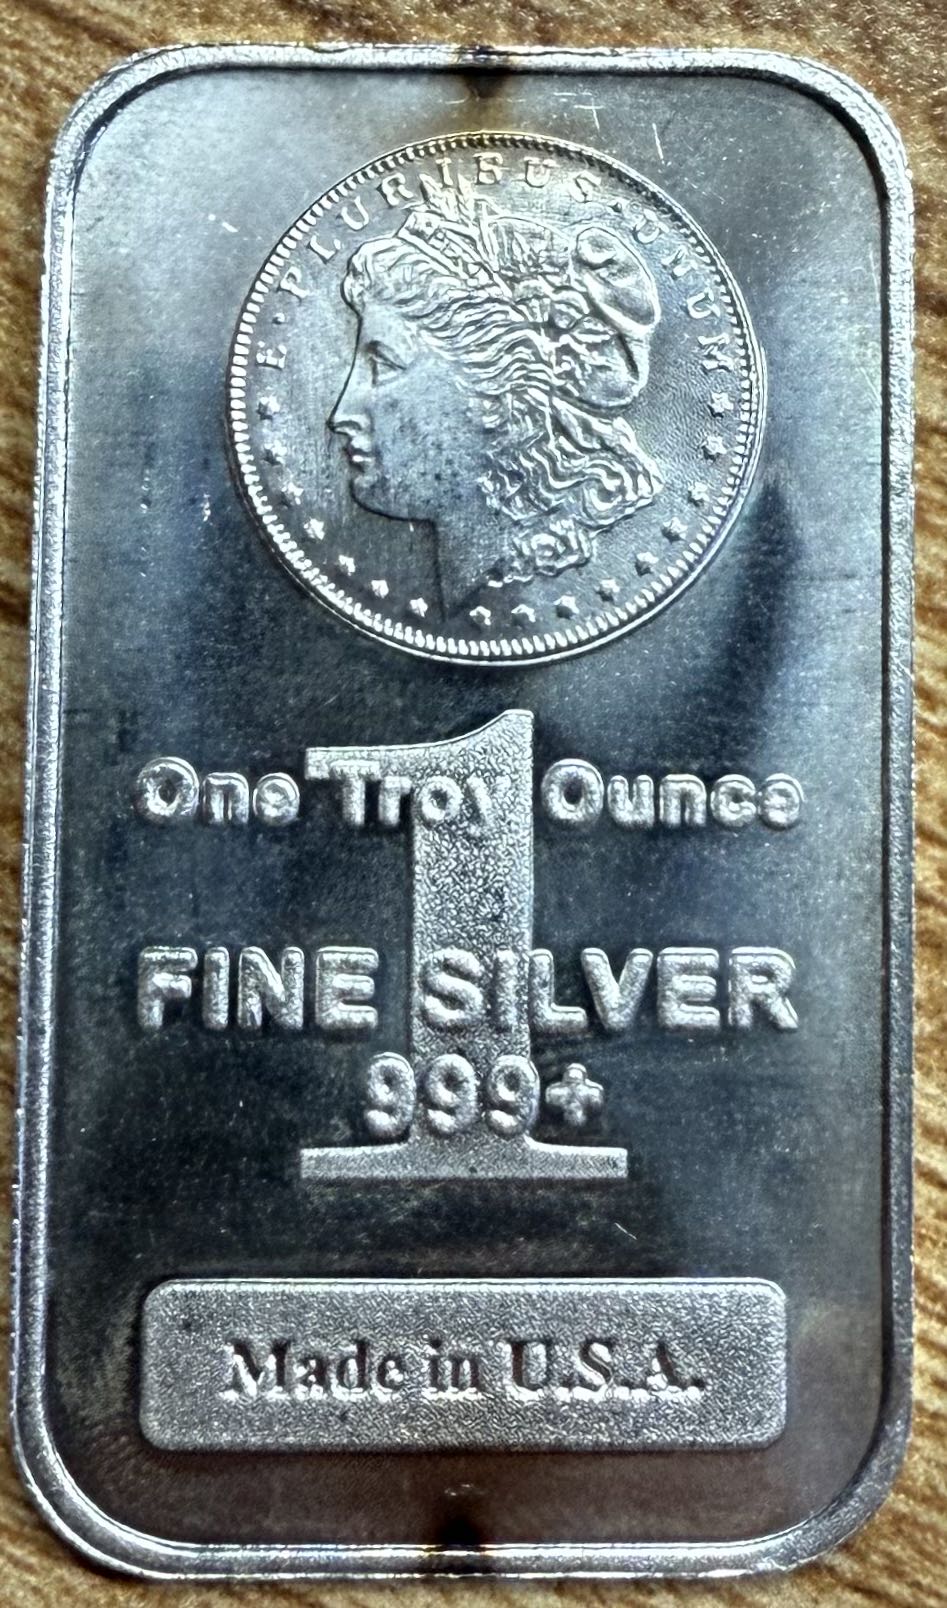 E·PLURIBUS·UNUM
1
One Troy Ounce
FINE SILVER
999+
Made in U.S.A.